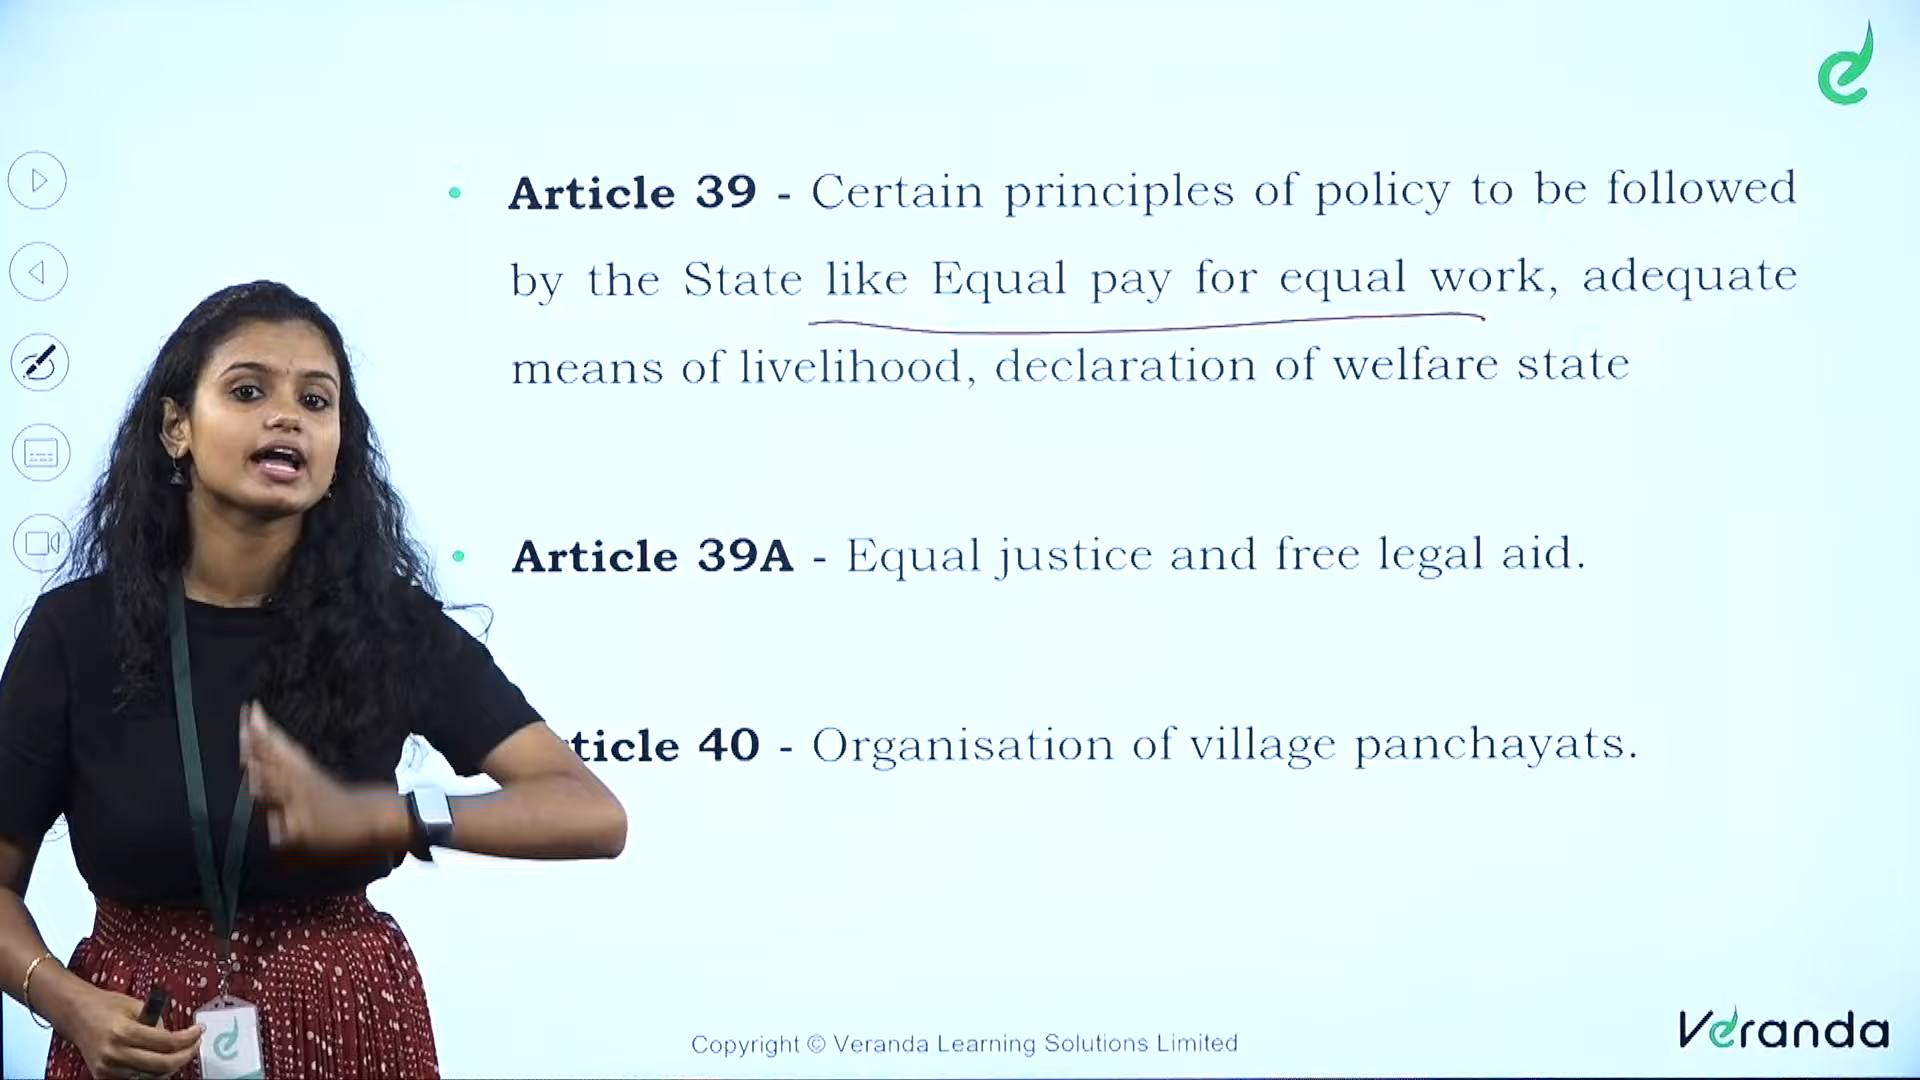 • Article 39 - Certain principles of policy to be followed
by the State like Equal pay for equal work, adequate
means of livelihood, declaration of welfare state
• Article 39A - Equal justice and free legal aid.
ticle 40 - Organisation of village panchayats.
Veranda
Copyright © Veranda Learning Solutions Limited